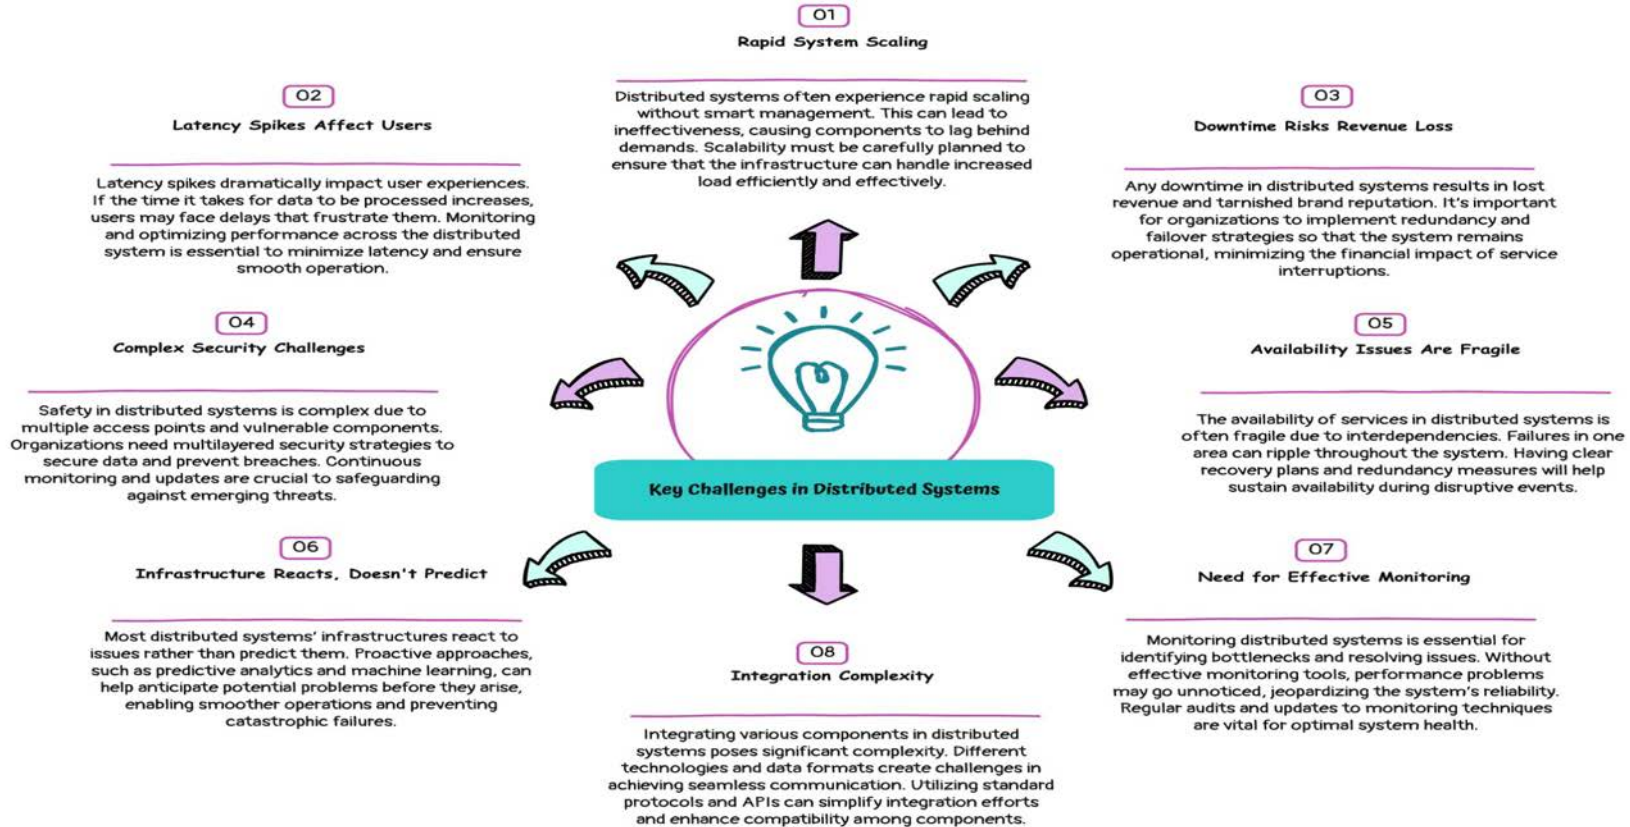 01
Rapid System Scaling
Distributed systems often experience rapid scaling
without smart management. This can lead to
ineffectiveness, causing components to lag behind
demands. Scalability must be carefully planned to
ensure that the infrastructure can handle increased
load efficiently and effectively.
02
Latency Spikes Affect Users
Latency spikes dramatically impact user experiences.
If the time it takes for data to be processed increases,
users may face delays that frustrate them. Monitoring
and optimizing performance across the distributed
system is essential to minimize latency and ensure
smooth operation.
03
Downtime Risks Revenue Loss
Any downtime in distributed systems results in lost
revenue and tarnished brand reputation. It's important
for organizations to implement redundancy and
failover strategies so that the system remains
operational, minimizing the financial impact of service
interruptions.
04
Complex Security Challenges
Safety in distributed systems is complex due to
multiple access points and vulnerable components.
Organizations need multilayered security strategies to
secure data and prevent breaches. Continuous
monitoring and updates are crucial to safeguarding
against emerging threats.
05
Availability Issues Are Fragile
The availability of services in distributed systems is
often fragile due to interdependencies. Failures in one
area can ripple throughout the system. Having clear
recovery plans and redundancy measures will help
sustain availability during disruptive events.
Key Challenges in Distributed Systems
06
Infrastructure Reacts, Doesn't Predict
Most distributed systems' infrastructures react to
issues rather than predict them. Proactive approaches,
such as predictive analytics and machine learning, can
help anticipate potential problems before they arise,
enabling smoother operations and preventing
catastrophic failures.
07
Need for Effective Monitoring
Monitoring distributed systems is essential for
identifying bottlenecks and resolving issues. Without
effective monitoring tools, performance problems
may go unnoticed, jeopardizing the system's reliability.
Regular audits and updates to monitoring techniques
are vital for optimal system health.
08
Integration Complexity
Integrating various components in distributed
systems poses significant complexity. Different
technologies and data formats create challenges in
achieving seamless communication. Utilizing standard
protocols and APIs can simplify integration efforts
and enhance compatibility among components.